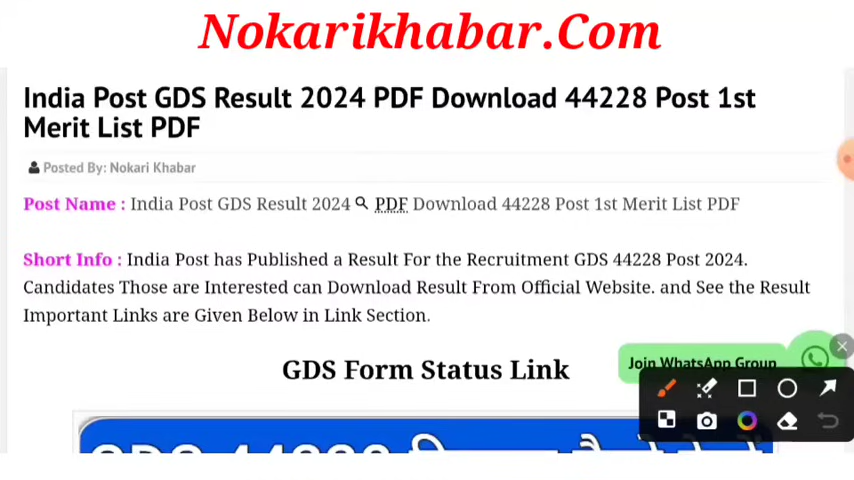 Nokarikhabar.Com
India Post GDS Result 2024 PDF Download 44228 Post 1st
Merit List PDF
Posted By: Nokari Khabar
Post Name : India Post GDS Result 2024 PDF Download 44228 Post 1st Merit List PDF
Short Info : India Post has Published a Result For the Recruitment GDS 44228 Post 2024.
Candidates Those are Interested can Download Result From Official Website. and See the Result
Important Links are Given Below in Link Section.
GDS Form Status Link
Join WhatsApp Group
GDS 44228